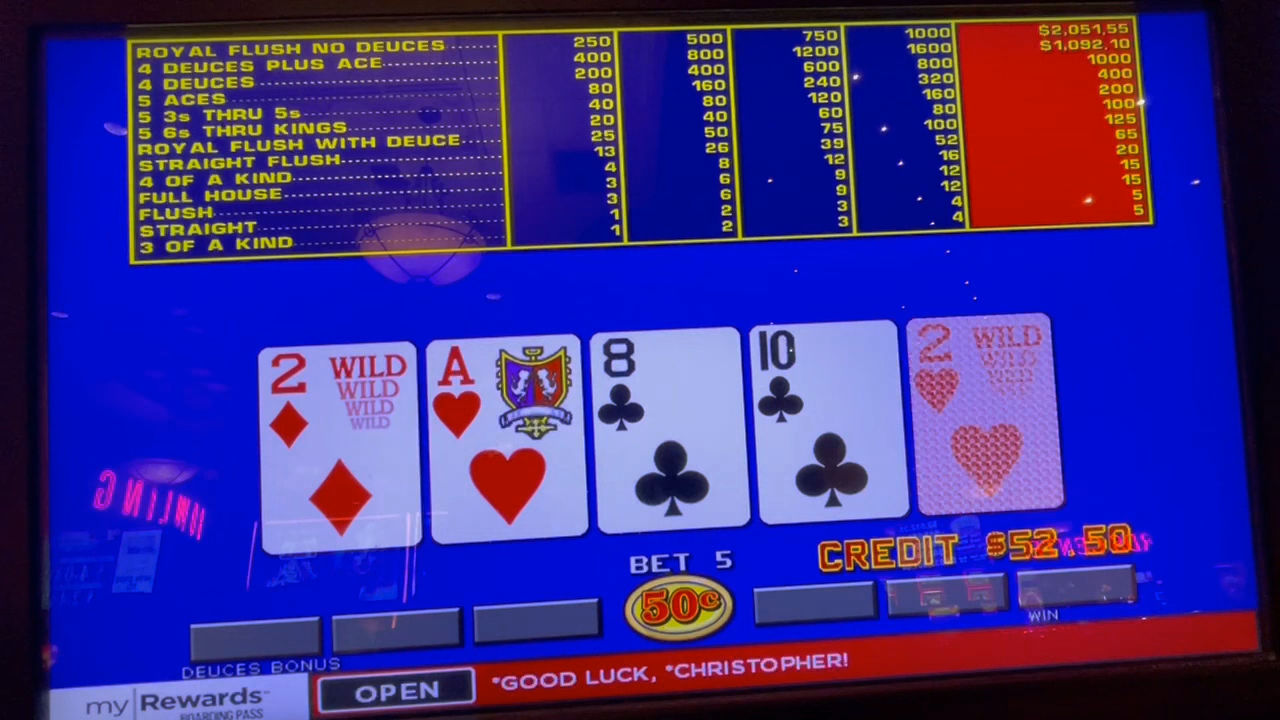 ROYAL FLUSH NO DEUCES 250 500 750 1000 $2,051.55
4 DEUCES PLUS ACE 400 800 1200 1600 $1,092.10
4 DEUCES 200 400 600 800 1000
5 ACES 80 160 240 320 400
5 3s THRU 5s 40 80 120 160 200
5 6s THRU KINGS 20 40 60 80 100
ROYAL FLUSH WITH DEUCE 25 50 75 100 125
STRAIGHT FLUSH 13 26 39 52 65
4 OF A KIND 4 8 12 16 20
FULL HOUSE 3 6 9 12 15
FLUSH 3 6 9 12 15
STRAIGHT 1 2 3 4 5
3 OF A KIND 1 2 3 4 5
2 WILD A 8 10 2 WILD
WILD WILD
WILD WILD
WILD
BET 5 CREDIT $52.50
50¢
WIN
DEUCES BONUS
my Rewards
BOARDING PASS
OPEN *GOOD LUCK, *CHRISTOPHER!